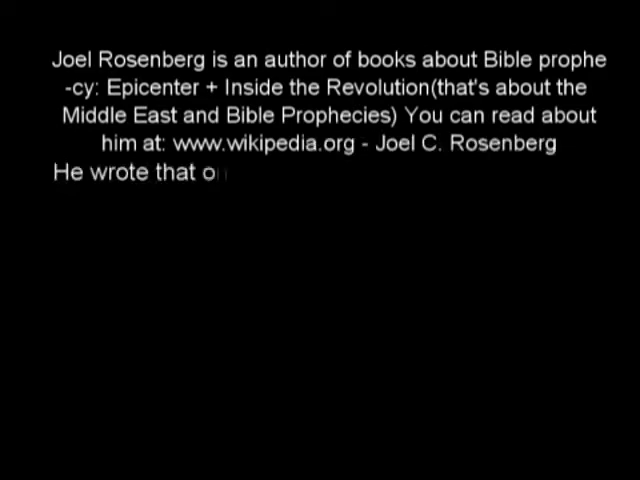 Joel Rosenberg is an author of books about Bible prophe
-cy: Epicenter + Inside the Revolution(that's about the
Middle East and Bible Prophecies) You can read about
him at: www.wikipedia.org - Joel C. Rosenberg
He wrote that on